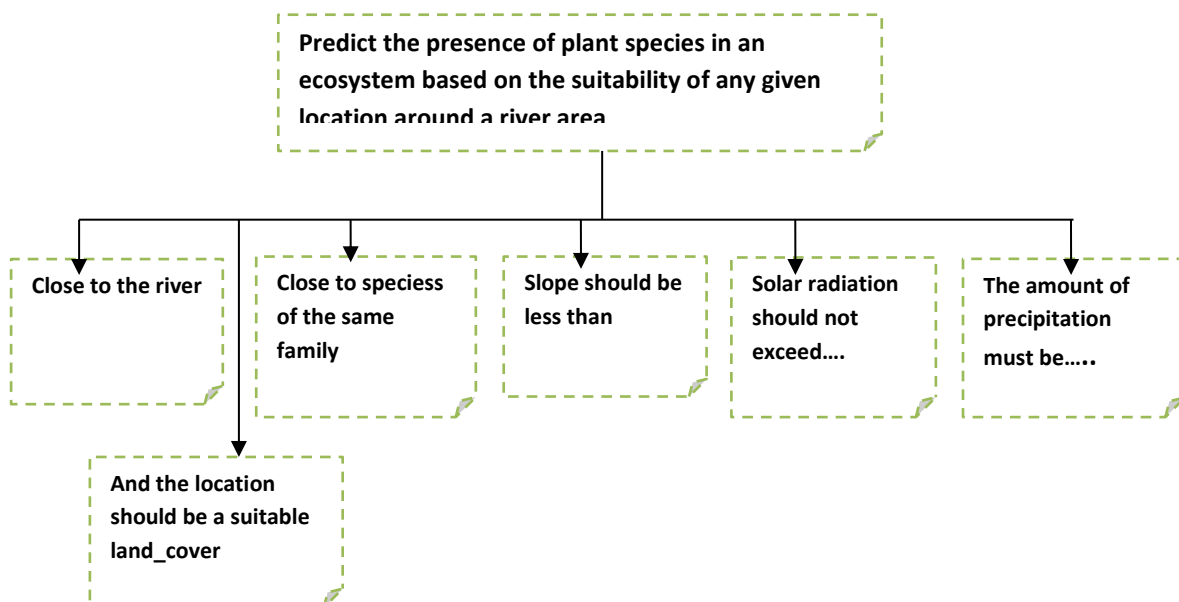 Predict the presence of plant species in an
ecosystem based on the suitability of any given
location around a river area
Close to the river
Close to speciess
of the same
family
Slope should be
less than
Solar radiation
should not
exceed....
The amount of
precipitation
must be.....
And the location
should be a suitable
land_cover